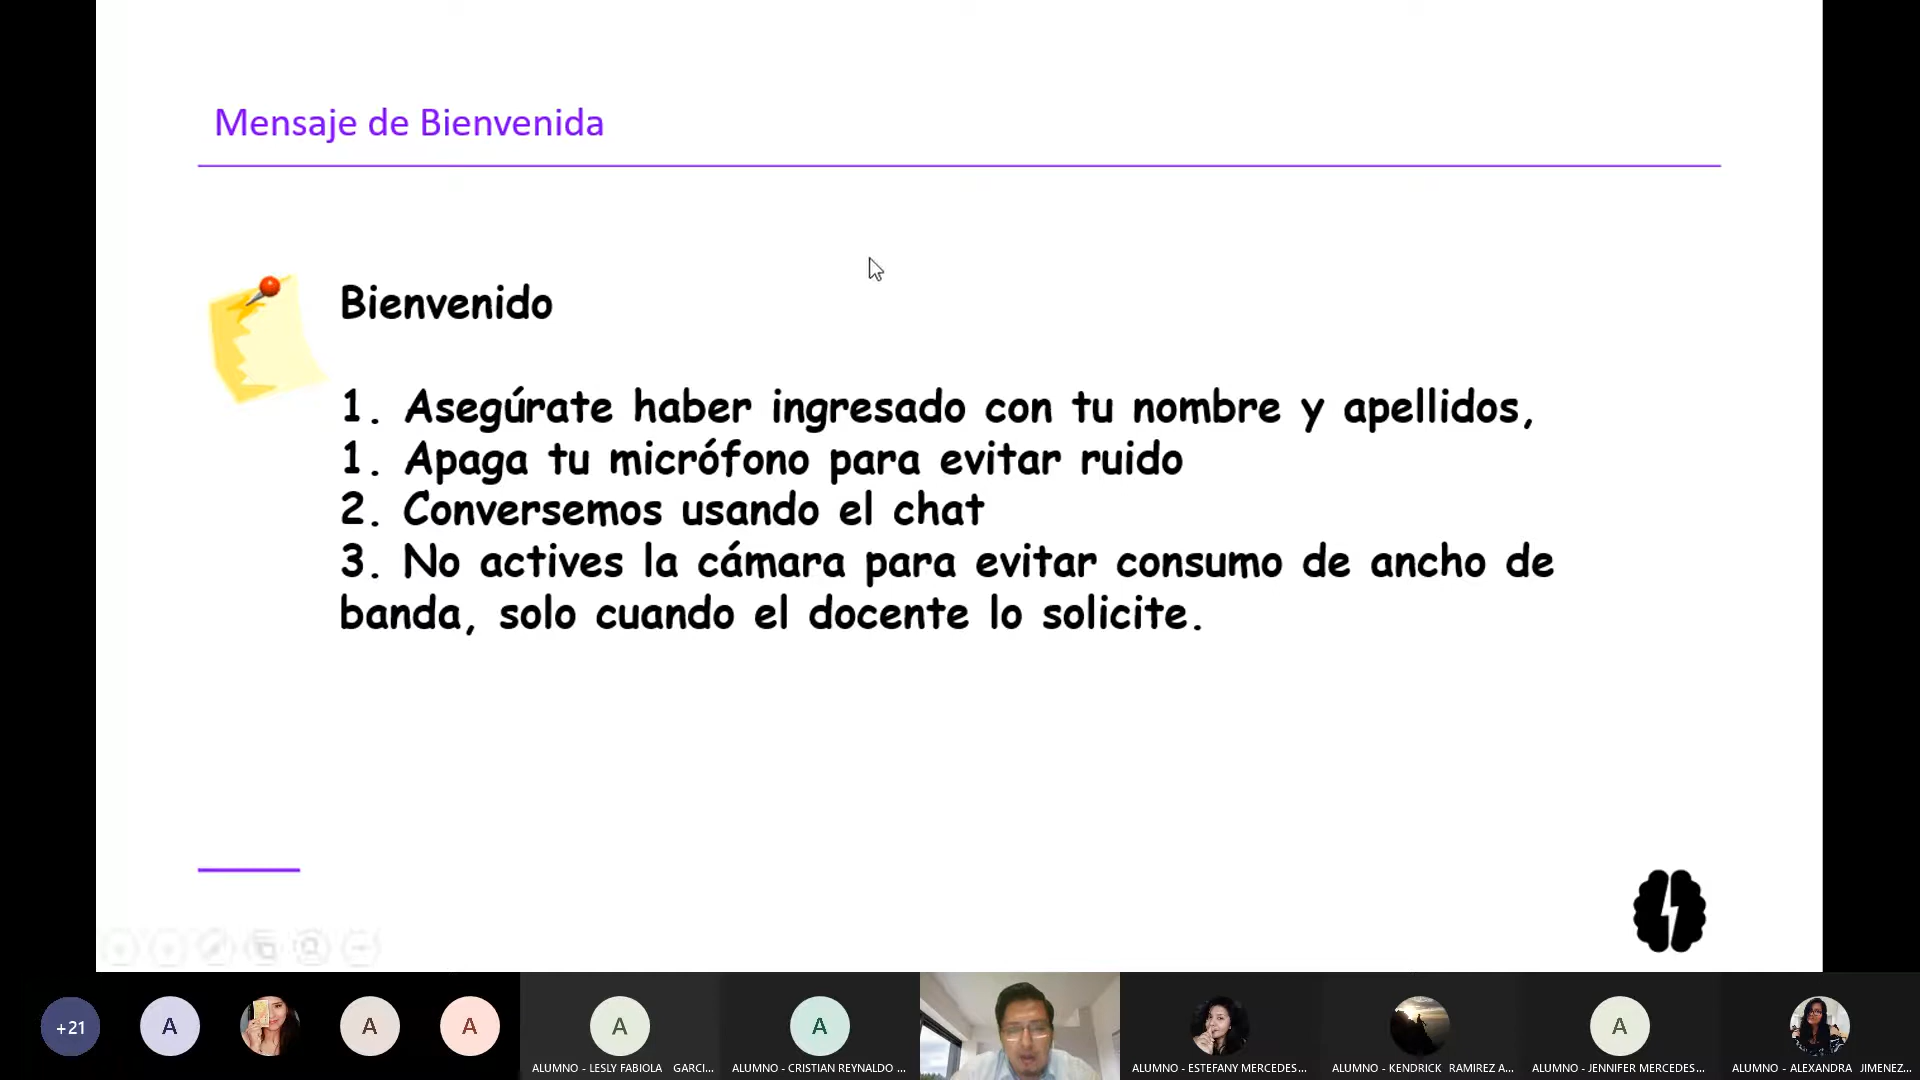 Mensaje de Bienvenida
Bienvenido
1. Asegúrate haber ingresado con tu nombre y apellidos,
1. Apaga tu micrófono para evitar ruido
2. Conversemos usando el chat
3. No actives la cámara para evitar consumo de ancho de
banda, solo cuando el docente lo solicite.
+21
A
A
A
A
A
A
ALUMNO - LESLY FABIOLA GARCI...
ALUMNO - CRISTIAN REYNALDO ...
ALUMNO - ESTEFANY MERCEDES...
ALUMNO - KENDRICK RAMIREZ A...
ALUMNO - JENNIFER MERCEDES...
ALUMNO - ALEXANDRA JIMENEZ...